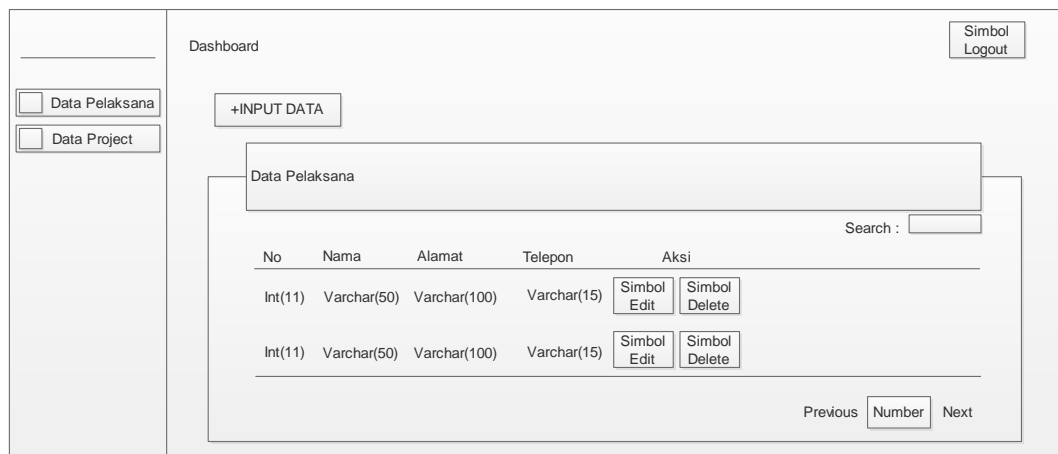 Simbol
Logout
Dashboard
Data Pelaksana
Data Project
+INPUT DATA
Data Pelaksana
Search :
No Nama Alamat Telepon Aksi
Int(11) Varchar(50) Varchar(100) Varchar(15) Simbol Edit Simbol Delete
Int(11) Varchar(50) Varchar(100) Varchar(15) Simbol Edit Simbol Delete
Previous Number Next